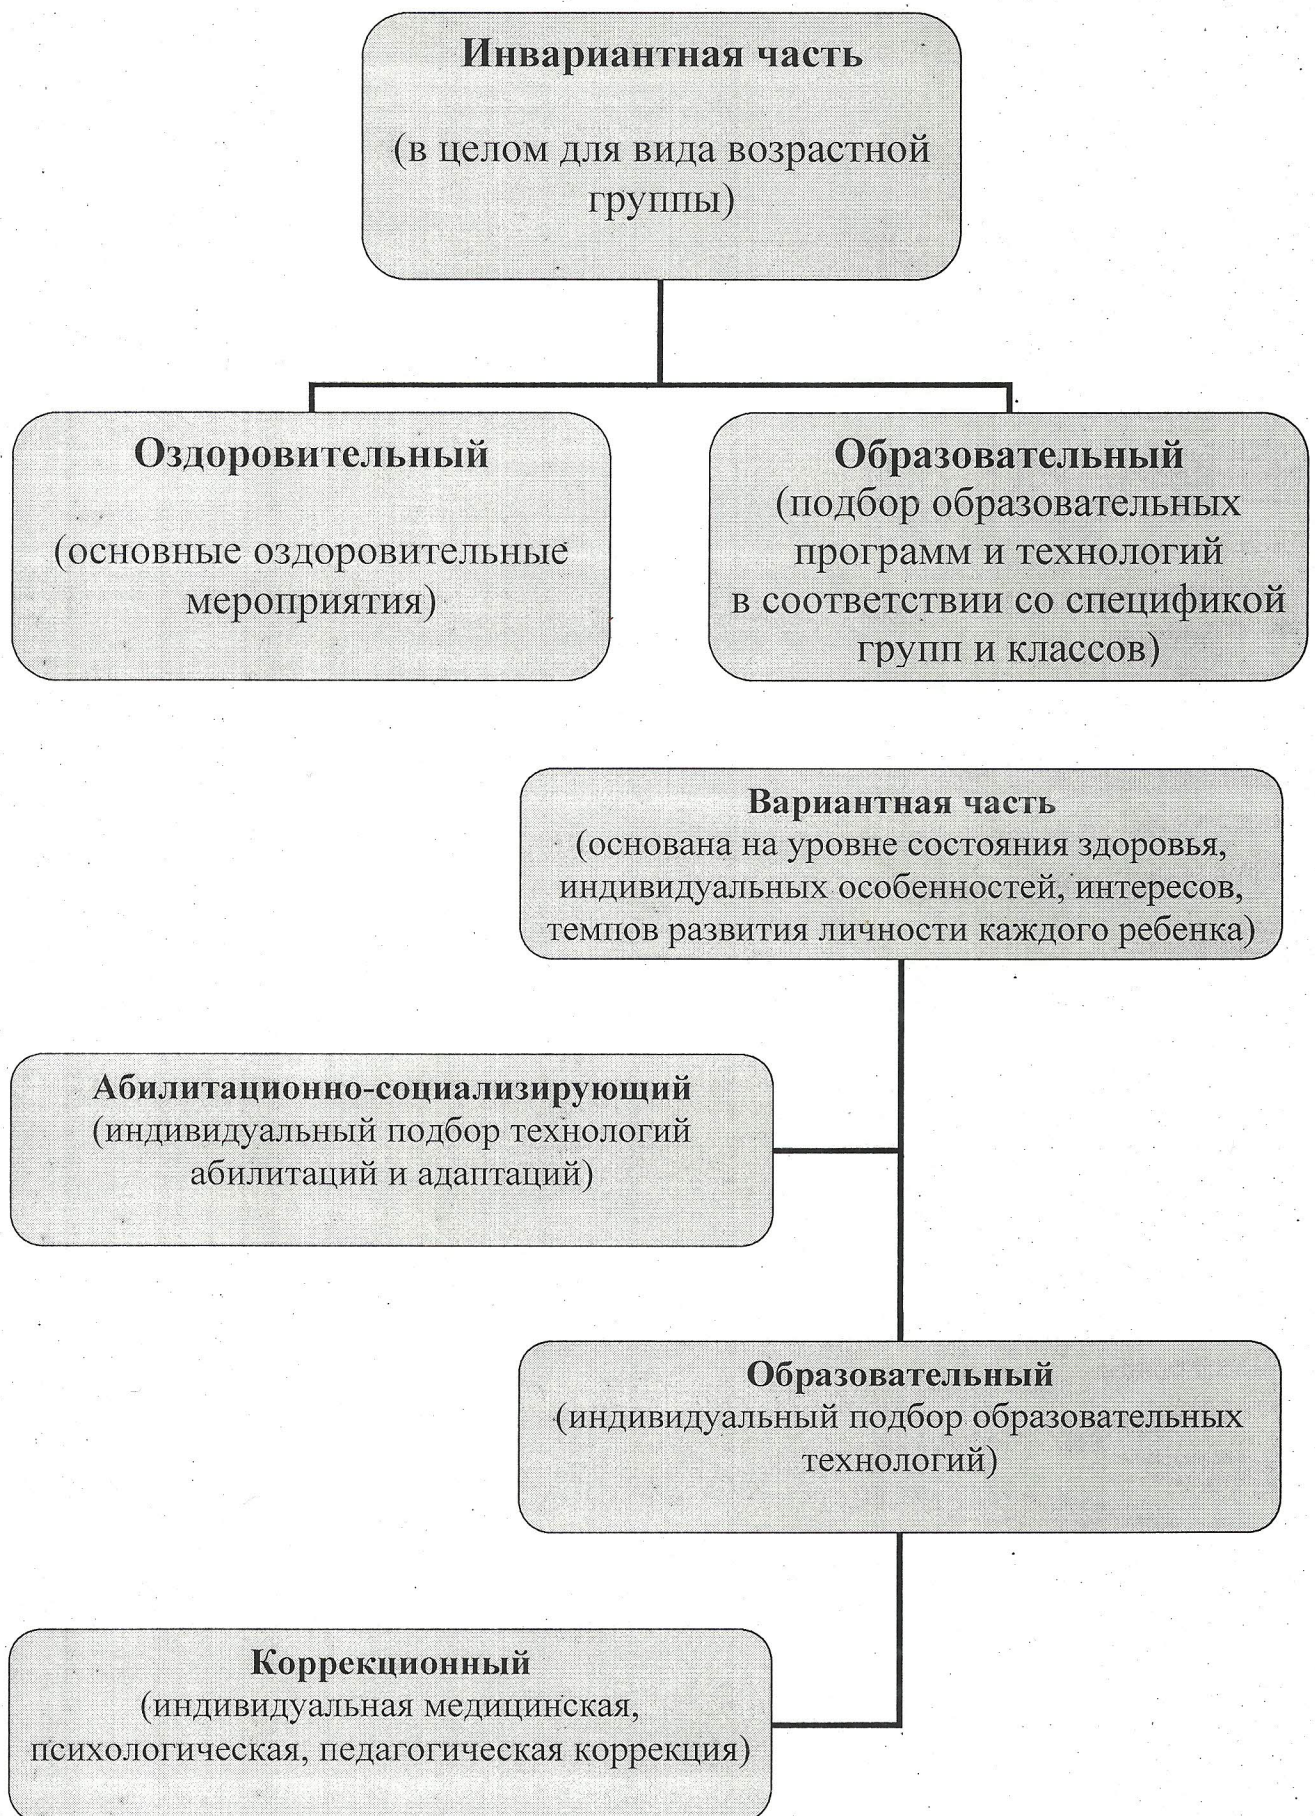 Инвариантная часть
(в целом для вида возрастной
группы)
Оздоровительный
(основные оздоровительные
мероприятия)
Образовательный
(подбор образовательных
программ и технологий
в соответствии со спецификой
групп и классов)
Вариантная часть
(основана на уровне состояния здоровья,
индивидуальных особенностей, интересов,
темпов развития личности каждого ребенка)
Абилитационно-социализирующий
(индивидуальный подбор технологий
абилитаций и адаптаций)
Образовательный
(индивидуальный подбор образовательных
технологий)
Коррекционный
(индивидуальная медицинская,
психологическая, педагогическая коррекция)